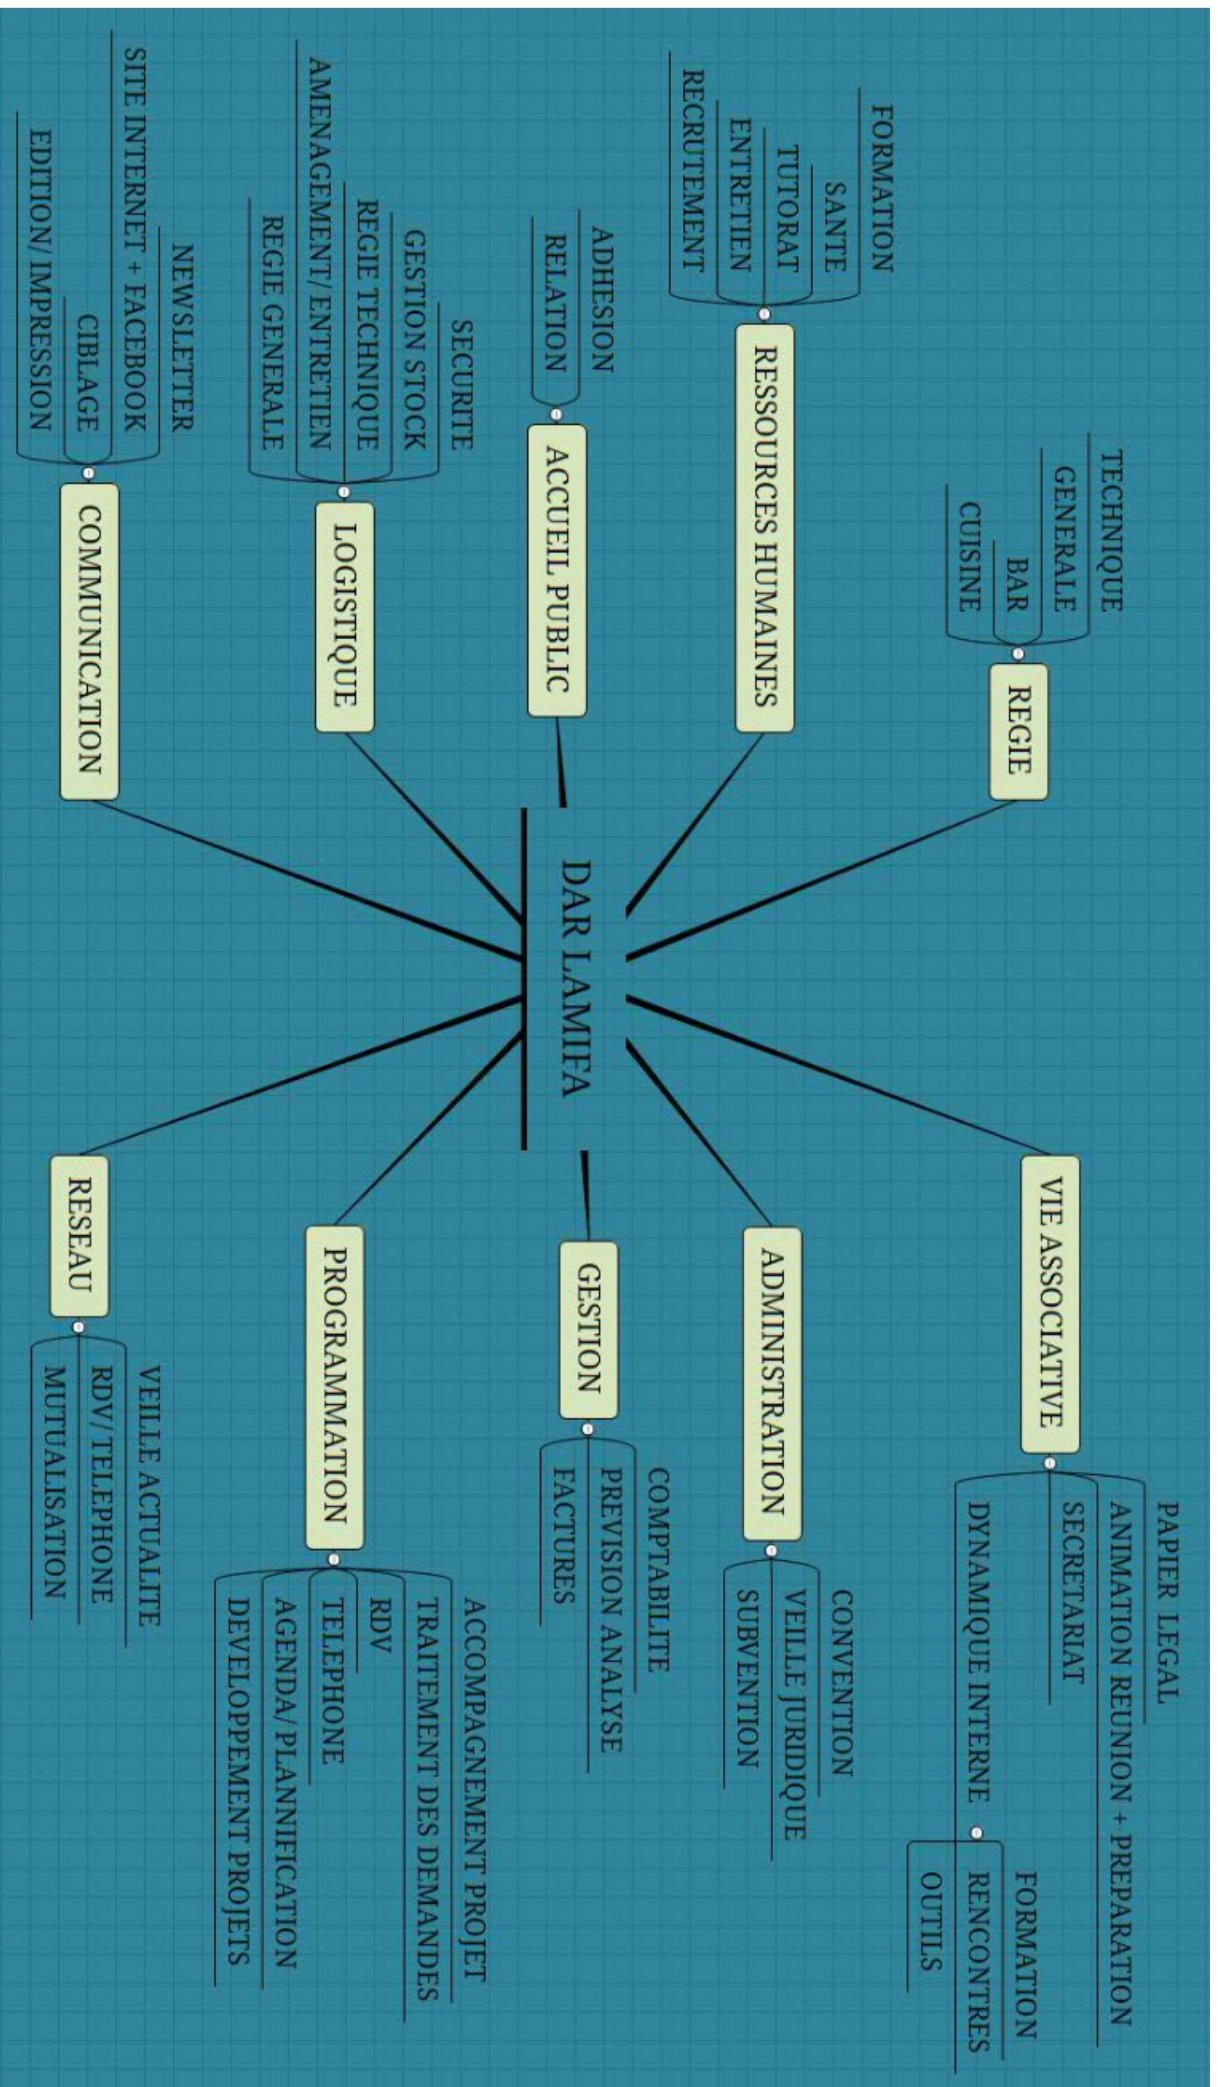 DAR LAMIFA
VIE ASSOCIATIVE
PAPIER LEGAL
ANIMATION REUNION + PREPARATION
SECRETARIAT
DYNAMIQUE INTERNE
FORMATION
RENCONTRES
OUTILS
ADMINISTRATION
CONVENTION
VEILLE JURIDIQUE
SUBVENTION
GESTION
COMPTABILITE
PREVISION ANALYSE
FACTURES
PROGRAMMATION
ACCOMPAGNEMENT PROJET
TRAITEMENT DES DEMANDES
RDV
TELEPHONE
AGENDA/ PLANNIFICATION
DEVELOPPEMENT PROJETS
RESEAU
VEILLE ACTUALITE
RDV/ TELEPHONE
MUTUALISATION
REGIE
TECHNIQUE
GENERALE
BAR
CUISINE
RESSOURCES HUMAINES
FORMATION
SANTE
TUTORAT
ENTRETIEN
RECRUTEMENT
ACCUEIL PUBLIC
ADHESION
RELATION
LOGISTIQUE
SECURITE
GESTION STOCK
REGIE TECHNIQUE
AMENAGEMENT/ ENTRETIEN
REGIE GENERALE
COMMUNICATION
NEWSLETTER
SITE INTERNET + FACEBOOK
CIBLAGE
EDITION/ IMPRESSION